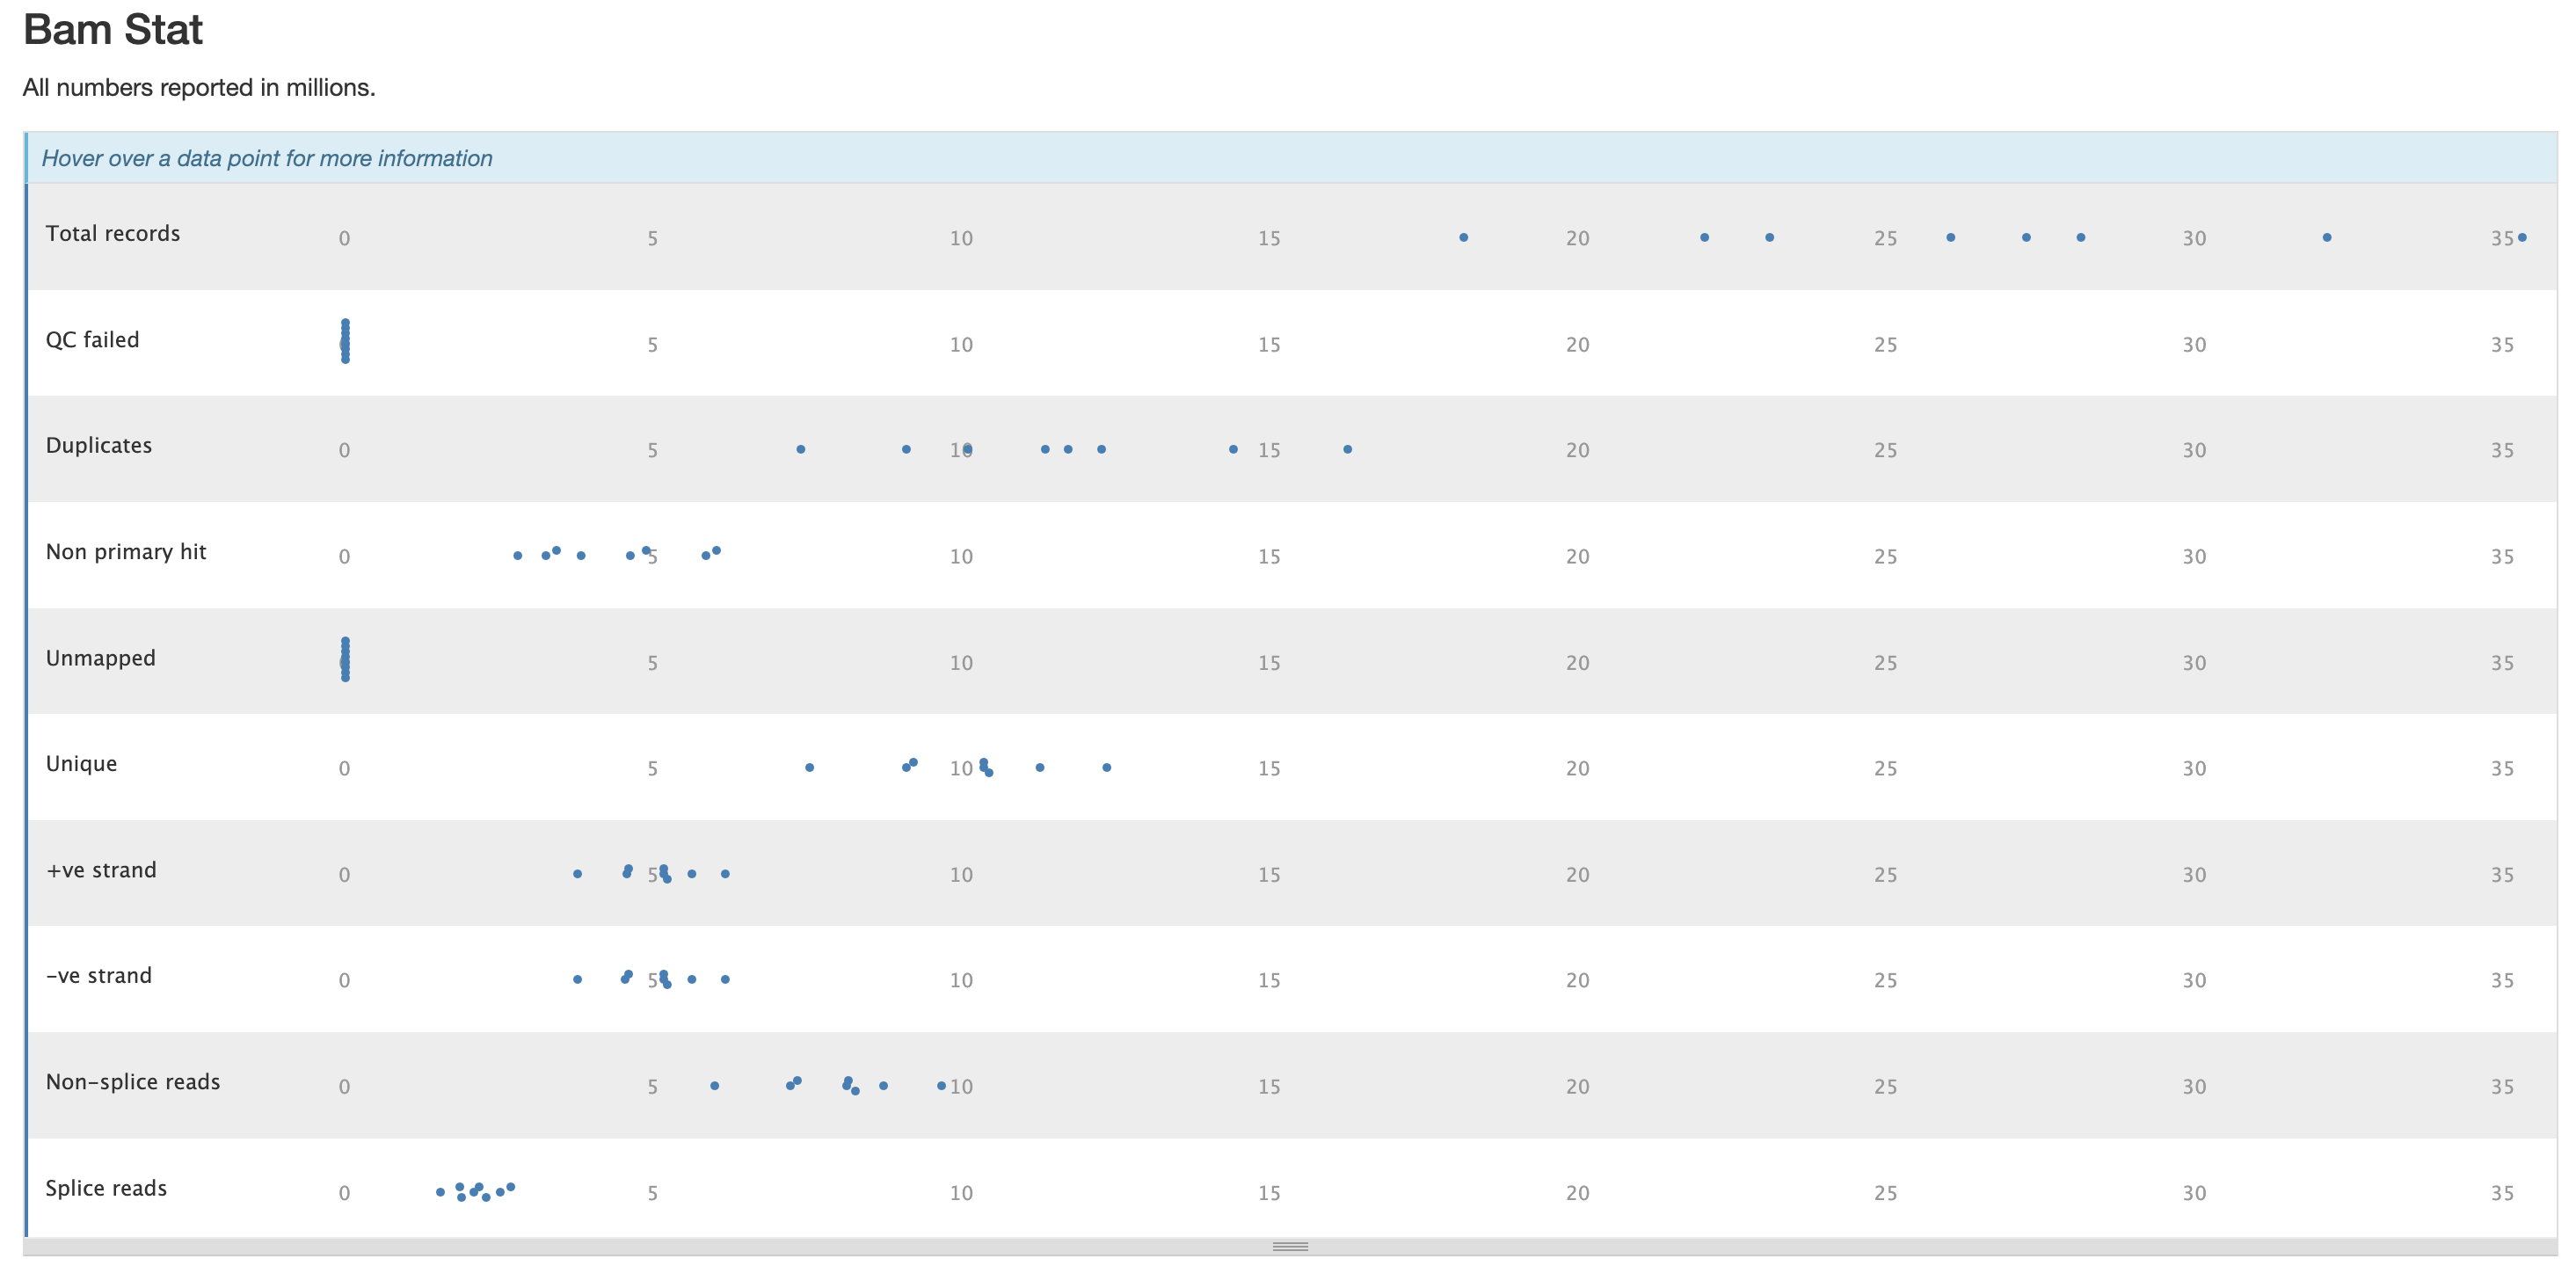 Bam Stat
All numbers reported in millions.
Hover over a data point for more information
Total records 0 5 10 15 20 25 30 35
QC failed 5 10 15 20 25 30 35
Duplicates 0 5 10 15 20 25 30 35
Non primary hit 0 5 10 15 20 25 30 35
Unmapped 5 10 15 20 25 30 35
Unique 0 5 10 15 20 25 30 35
+ve strand 0 5 10 15 20 25 30 35
-ve strand 0 5 10 15 20 25 30 35
Non-splice reads 0 5 10 15 20 25 30 35
Splice reads 0 5 10 15 20 25 30 35